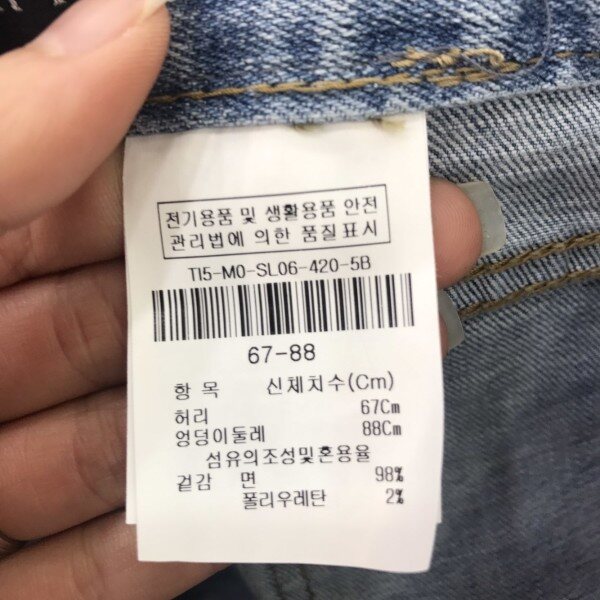 전기용품 및 생활용품 안전
관리법에 의한 품질표시
T15-M0-SL06-420-5B
67-88
항 목 신체치수(Cm)
허리 67Cm
엉덩이둘레 88Cm
섬유의조성및혼용율
겉감 면 98%
폴리우레탄 2%